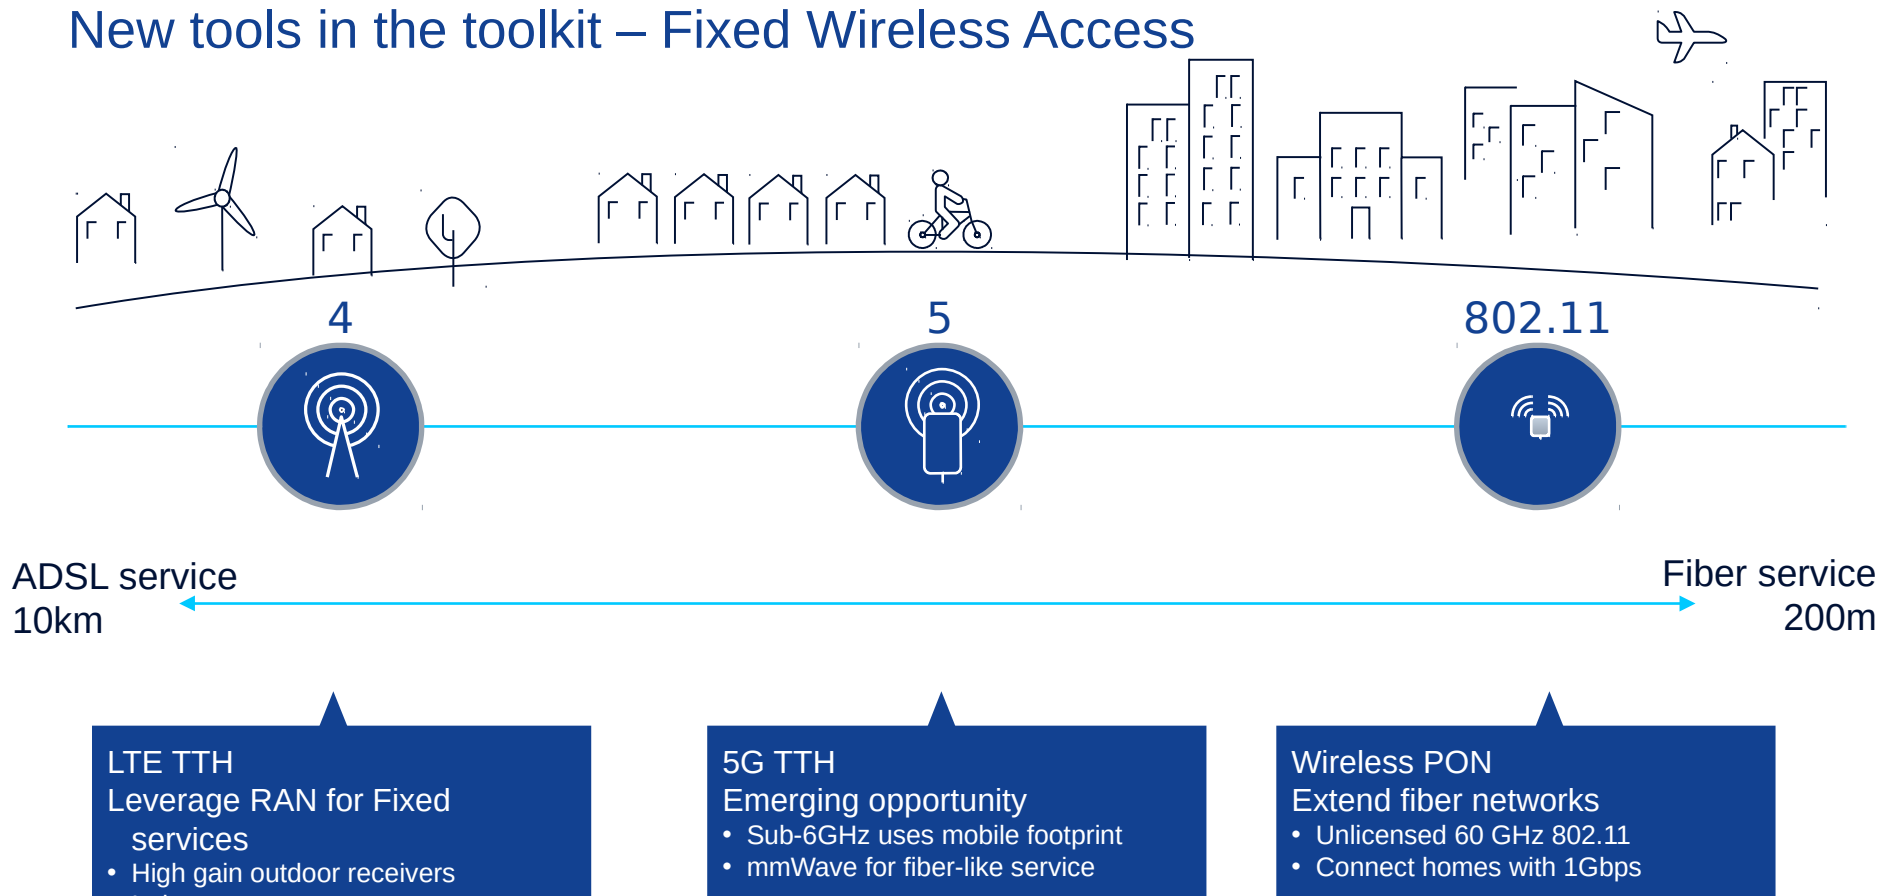 New tools in the toolkit – Fixed Wireless Access
4
5
802.11
ADSL service
10km
Fiber service
200m
LTE TTH
Leverage RAN for Fixed
services
• High gain outdoor receivers
5G TTH
Emerging opportunity
• Sub-6GHz uses mobile footprint
• mmWave for fiber-like service
Wireless PON
Extend fiber networks
• Unlicensed 60 GHz 802.11
• Connect homes with 1Gbps